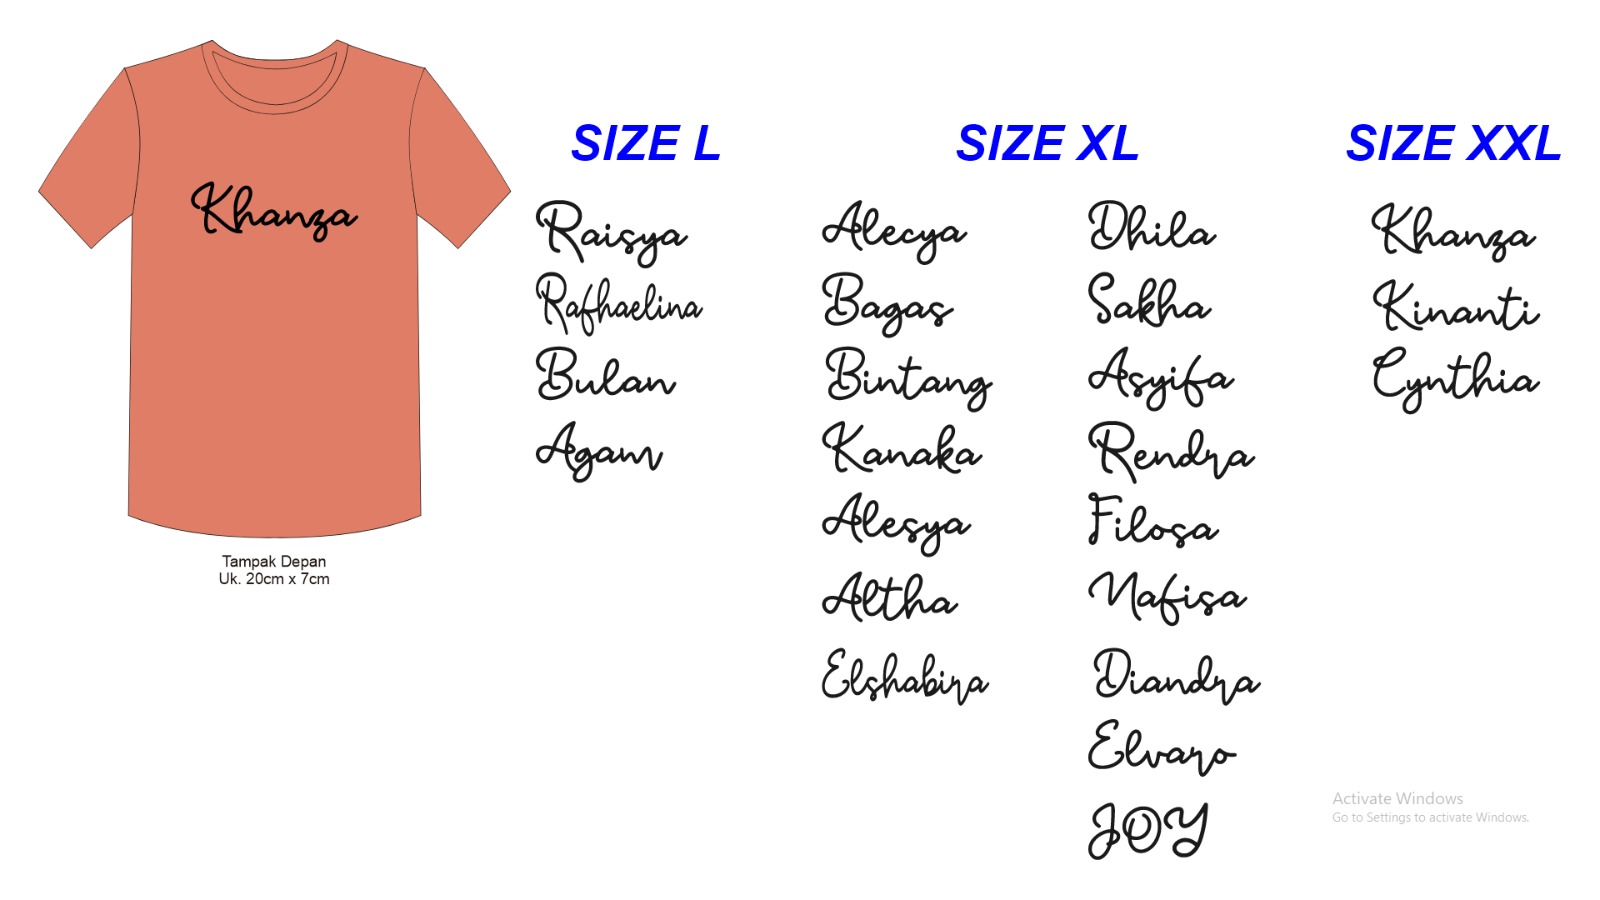 Khanza
Tampak Depan
Uk. 20cm x 7cm
SIZE L
Raisya
Rafhaelina
Bulan
Agam
SIZE XL
Alecya
Bagas
Bintang
Kanaka
Alesya
Altha
Elshabira
Dhila
Sakha
Asyifa
Rendra
Filosa
Nafisa
Diandra
Elvaro
JOY
SIZE XXL
Khanza
Kinanti
Cynthia
Activate Windows
Go to Settings to activate Windows.